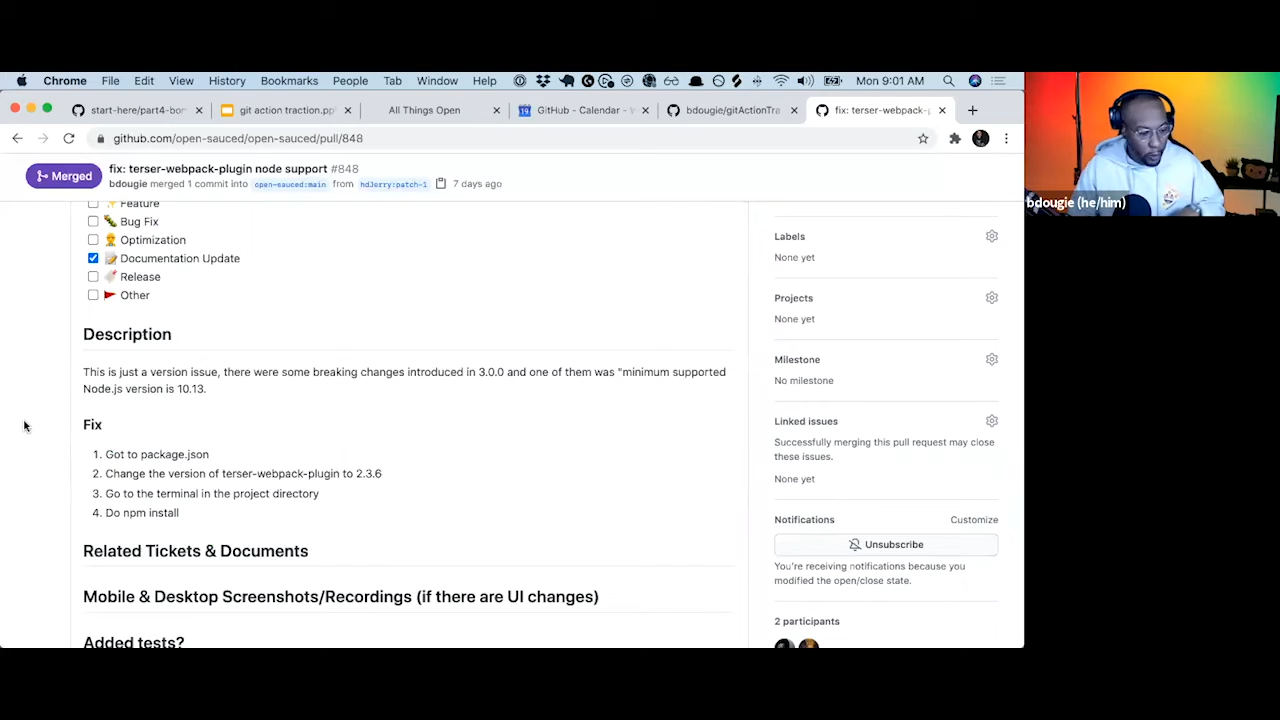 Chrome File Edit View History Bookmarks People Tab Window Help Mon 9:01 AM
start-here/part4-bor git action traction.pp All Things Open GitHub - Calendar - bdougie/gitActionTra fix: terser-webpack-p
github.com/open-sauced/open-sauced/pull/848
Merged
fix: terser-webpack-plugin node support #848
bdougie merged 1 commit into open-sauced:main from hdJerry:patch-1 7 days ago
bdougie (he/him)
Feature
Bug Fix
Optimization
Documentation Update
Release
Other
Description
This is just a version issue, there were some breaking changes introduced in 3.0.0 and one of them was "minimum supported
Node.js version is 10.13.
Fix
1. Got to package.json
2. Change the version of terser-webpack-plugin to 2.3.6
3. Go to the terminal in the project directory
4. Do npm install
Related Tickets & Documents
Mobile & Desktop Screenshots/Recordings (if there are UI changes)
Added tests?
Labels
None yet
Projects
None yet
Milestone
No milestone
Linked issues
Successfully merging this pull request may close
these issues.
None yet
Notifications Customize
Unsubscribe
You're receiving notifications because you
modified the open/close state.
2 participants